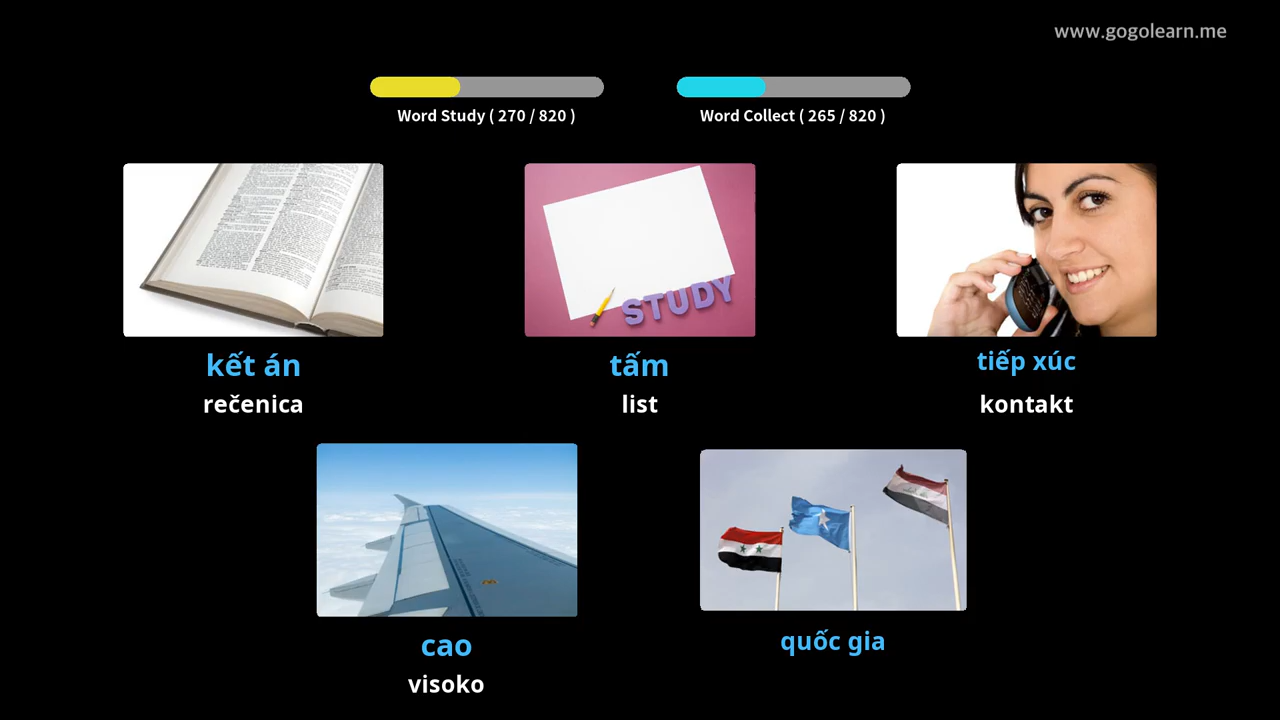 www.gogolearn.me
Word Study ( 270 / 820 )
Word Collect ( 265 / 820 )
STUDY
kết án
tấm
tiếp xúc
rečenica
list
kontakt
cao
quốc gia
visoko